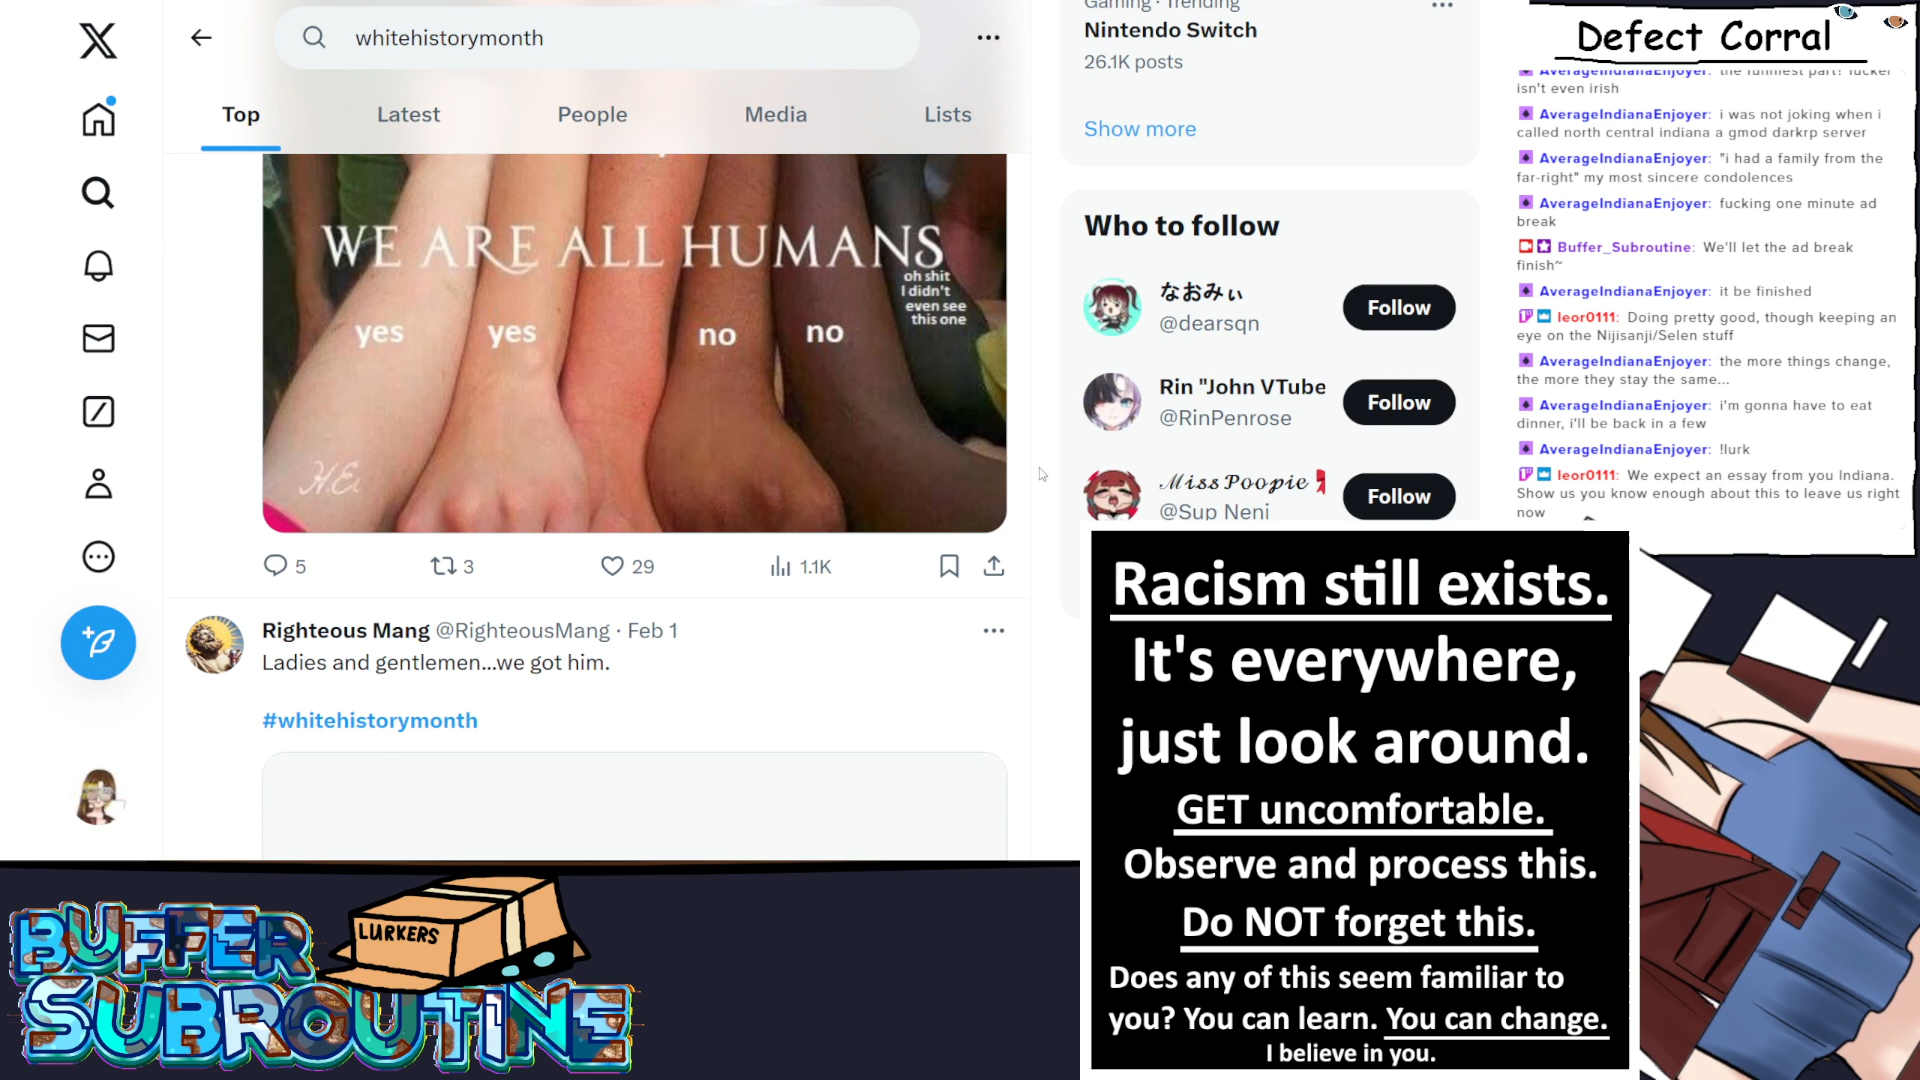 whitehistorymonth
Top
Latest
People
Media
Lists
WE ARE ALL HUMANS
oh shit
I didn't
even see
this one
yes
yes
no
no
H.E.
5
3
29
1.1K
Righteous Mang @RighteousMang · Feb 1
Ladies and gentlemen...we got him.
#whitehistorymonth
Gaming · Trending
Nintendo Switch
26.1K posts
Show more
Who to follow
なおみぃ
@dearsqn
Follow
Rin "John VTube
@RinPenrose
Follow
Miss Poopie
@Sup Neni
Follow
Defect Corral
AverageIndianaEnjoyer: the funniest part? fucker
isn't even irish
AverageIndianaEnjoyer: i was not joking when i
called north central indiana a gmod darkrp server
AverageIndianaEnjoyer: "i had a family from the
far-right" my most sincere condolences
AverageIndianaEnjoyer: fucking one minute ad
break
Buffer_Subroutine: We'll let the ad break
finish~
AverageIndianaEnjoyer: it be finished
leor0111: Doing pretty good, though keeping an
eye on the Nijisanji/Selen stuff
AverageIndianaEnjoyer: the more things change,
the more they stay the same...
AverageIndianaEnjoyer: i'm gonna have to eat
dinner, i'll be back in a few
AverageIndianaEnjoyer: !lurk
leor0111: We expect an essay from you Indiana.
Show us you know enough about this to leave us right
now
Racism still exists.
It's everywhere,
just look around.
GET uncomfortable.
Observe and process this.
Do NOT forget this.
Does any of this seem familiar to
you? You can learn. You can change.
I believe in you.
LURKERS
BUFFER
SUBROUTINE